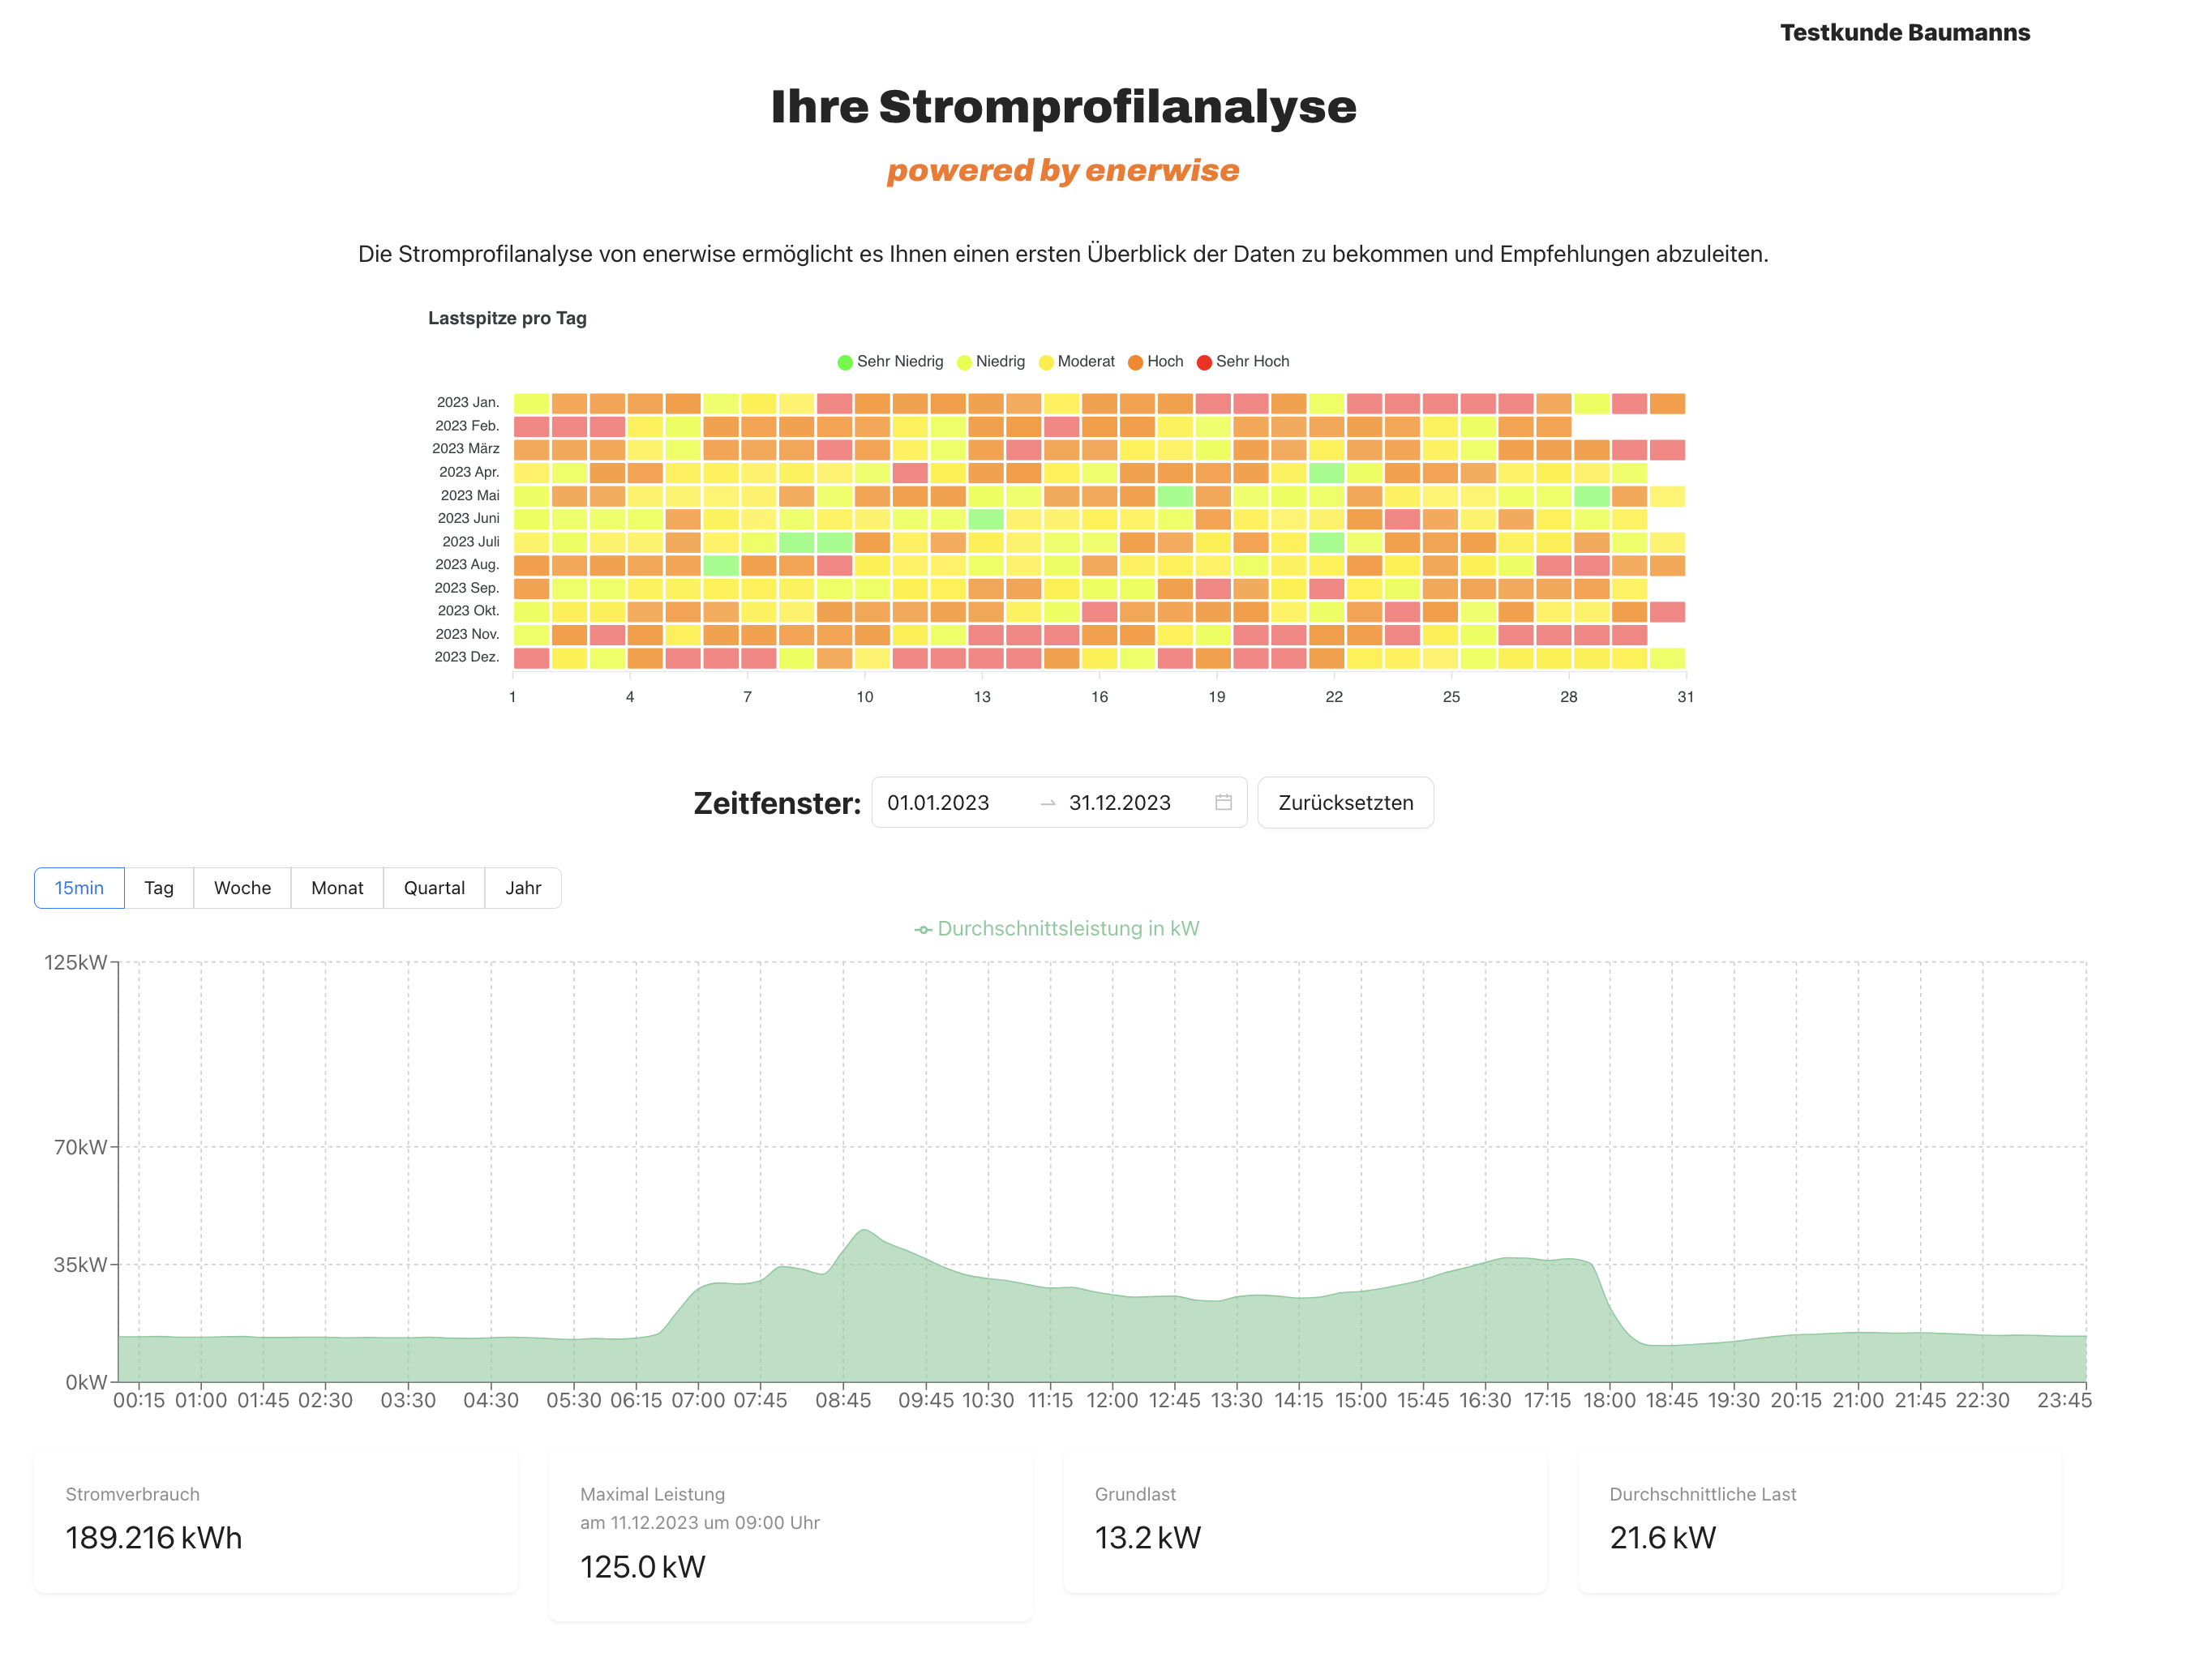 Testkunde Baumanns
Ihre Stromprofilanalyse
powered by enerwise
Die Stromprofilanalyse von enerwise ermöglicht es Ihnen einen ersten Überblick der Daten zu bekommen und Empfehlungen abzuleiten.
Lastspitze pro Tag
Sehr Niedrig Niedrig Moderat Hoch Sehr Hoch
2023 Jan.
2023 Feb.
2023 März
2023 Apr.
2023 Mai
2023 Juni
2023 Juli
2023 Aug.
2023 Sep.
2023 Okt.
2023 Nov.
2023 Dez.
1 4 7 10 13 16 19 22 25 28 31
Zeitfenster: 01.01.2023 31.12.2023 Zurücksetzten
15min Tag Woche Monat Quartal Jahr
Durchschnittsleistung in kW
125kW
70kW
35kW
0kW
00:15 01:00 01:45 02:30 03:30 04:30 05:30 06:15 07:00 07:45 08:45 09:45 10:30 11:15 12:00 12:45 13:30 14:15 15:00 15:45 16:30 17:15 18:00 18:45 19:30 20:15 21:00 21:45 22:30 23:45
Stromverbrauch
189.216 kWh
Maximal Leistung
am 11.12.2023 um 09:00 Uhr
125.0 kW
Grundlast
13.2 kW
Durchschnittliche Last
21.6 kW